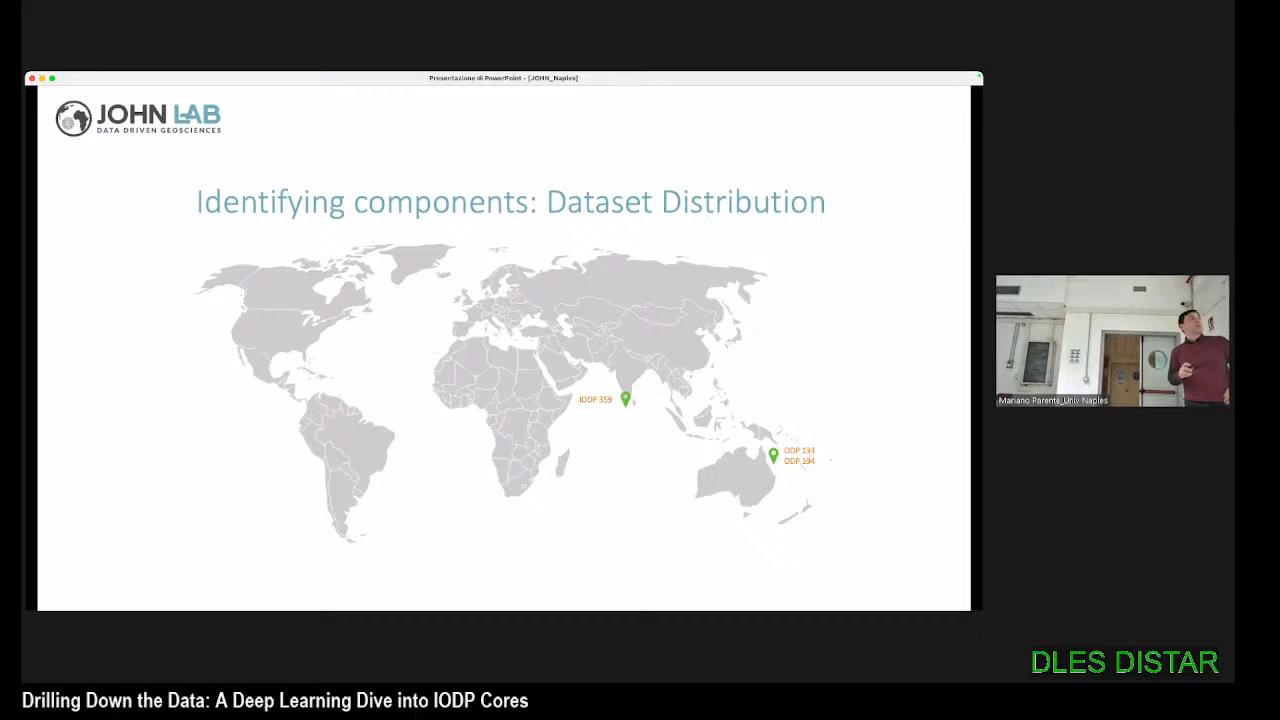 Presentazione di PowerPoint - [JOHN_Naples]
JOHN LAB
DATA DRIVEN GEOSCIENCES
Identifying components: Dataset Distribution
IODP 359
ODP 133
ODP 194
Mariano Parente_Univ Naples
DLES DISTAR
Drilling Down the Data: A Deep Learning Dive into IODP Cores